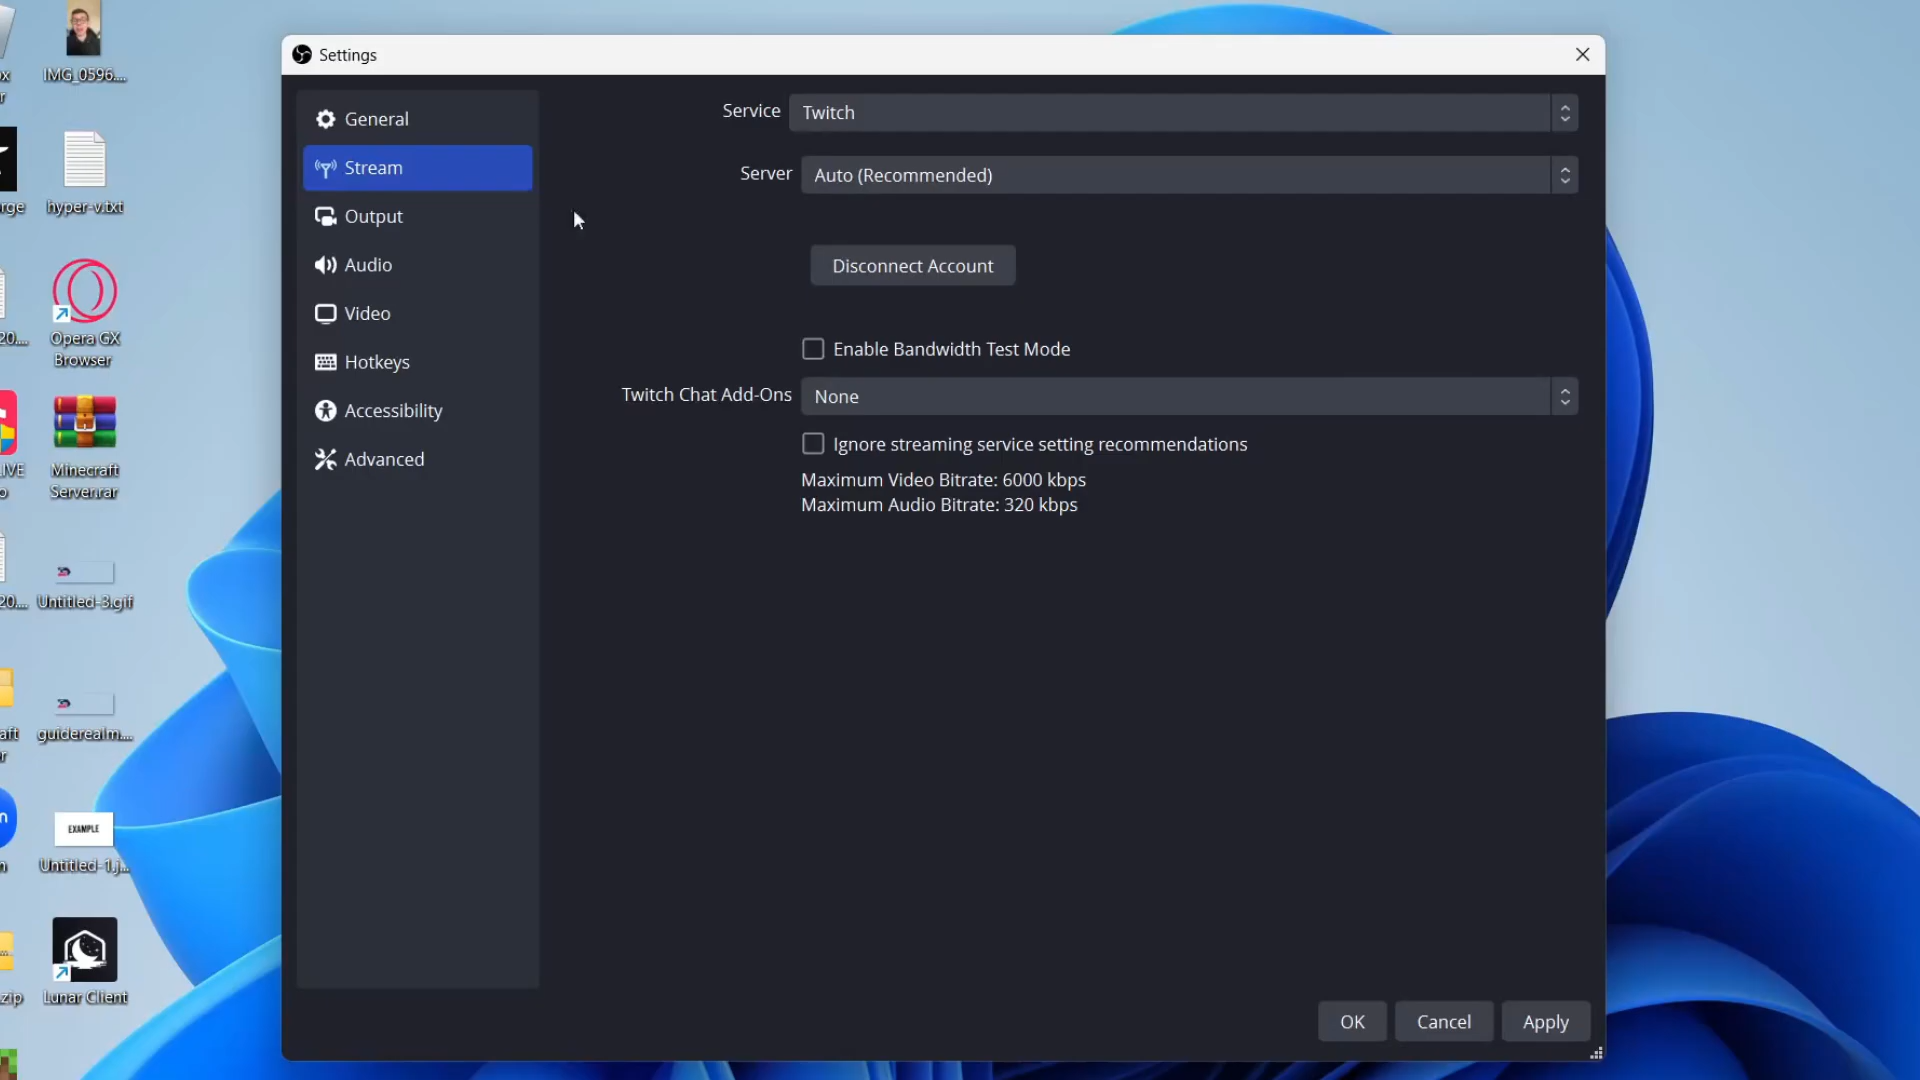 Settings
General
Stream
Output
Audio
Video
Hotkeys
Accessibility
Advanced
Service
Twitch
Server
Auto (Recommended)
Disconnect Account
Enable Bandwidth Test Mode
Twitch Chat Add-Ons
None
Ignore streaming service setting recommendations
Maximum Video Bitrate: 6000 kbps
Maximum Audio Bitrate: 320 kbps
OK
Cancel
Apply
IMG_0596....
hyper-v.txt
Opera GX
Browser
Minecraft
Server.rar
Untitled-3.gif
guiderealm....
EXAMPLE
Untitled-1.j...
Lunar Client